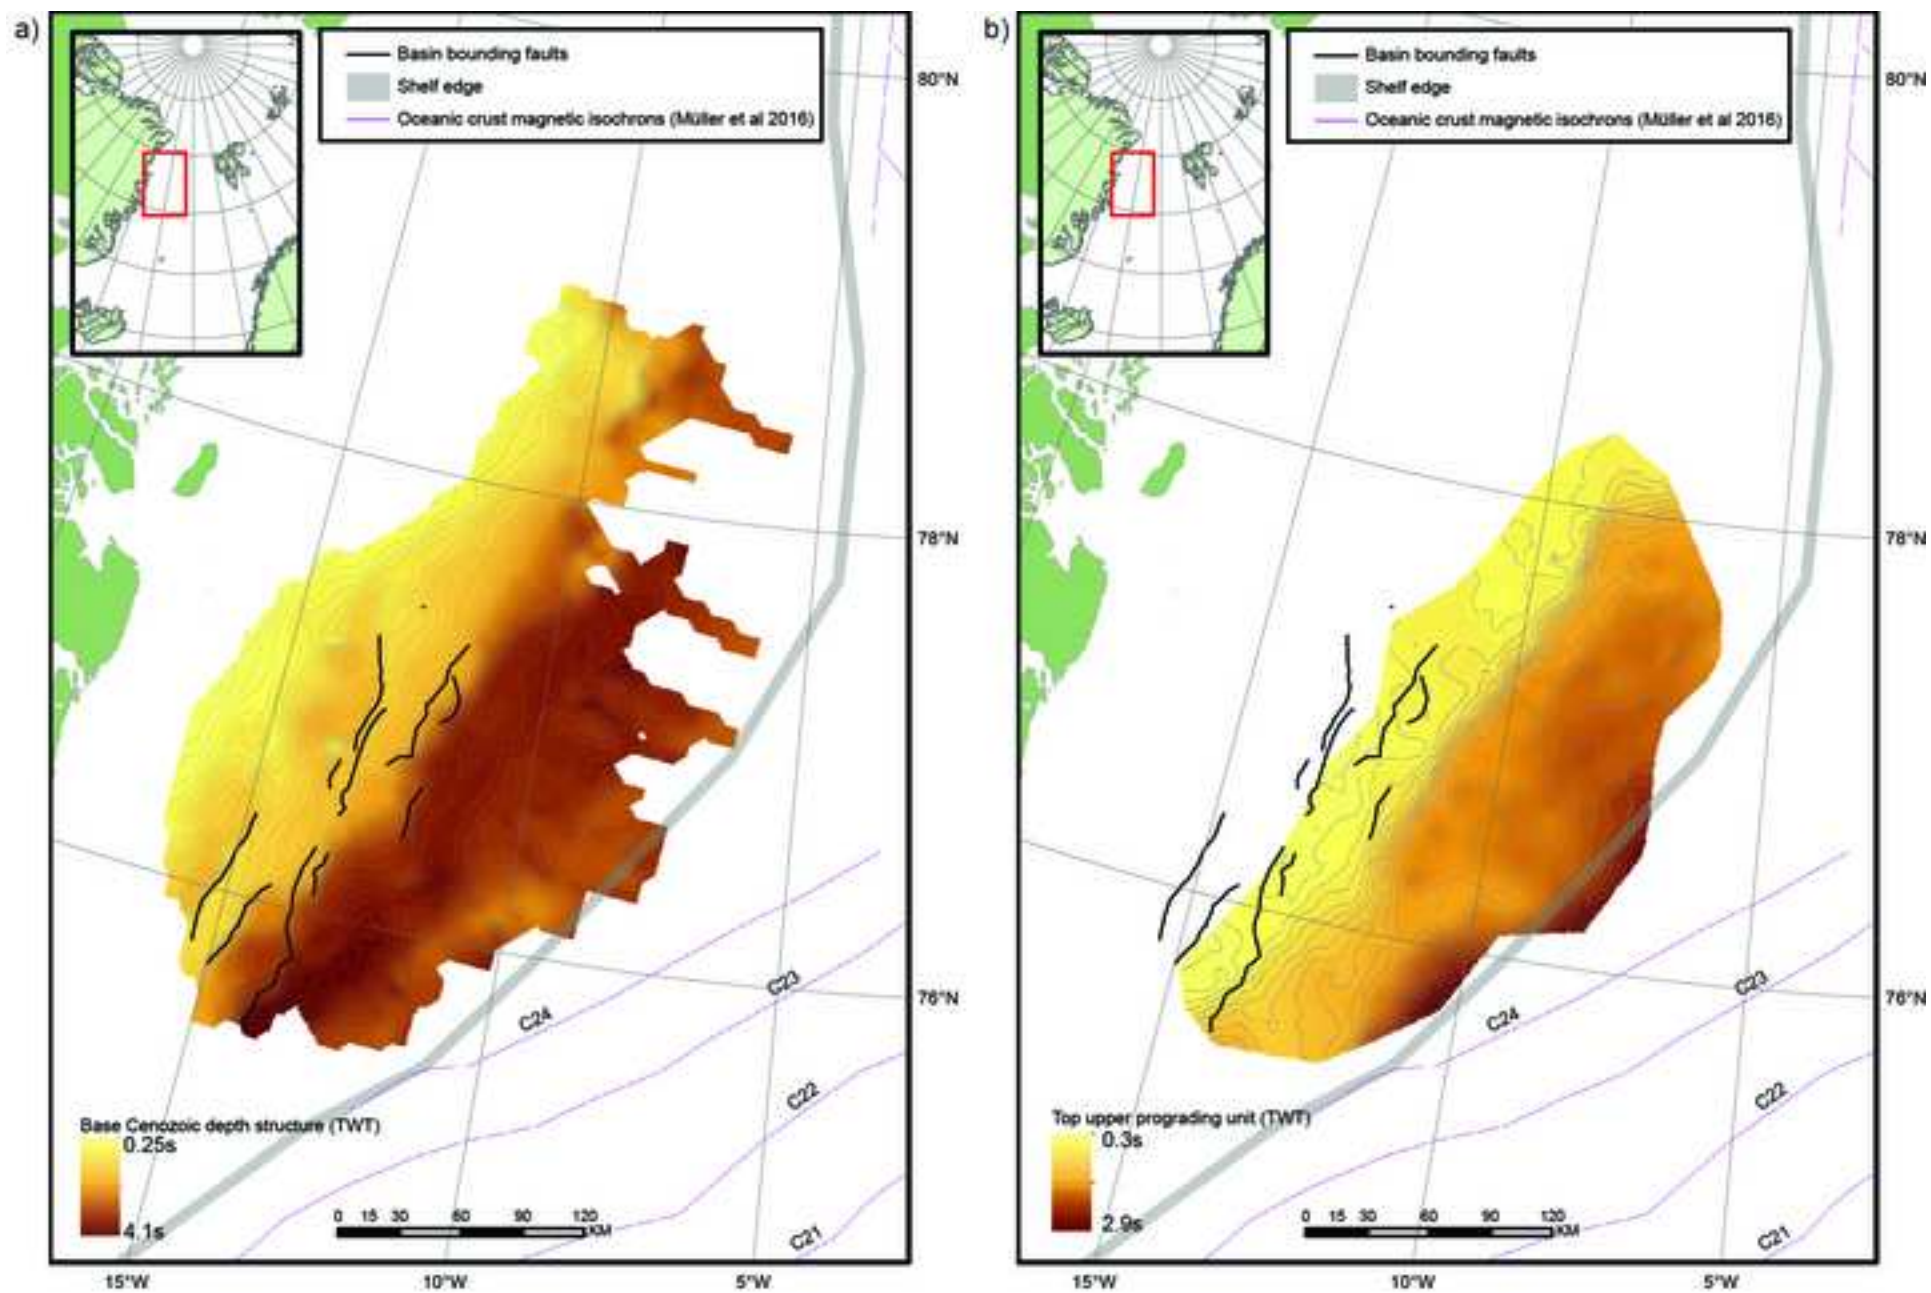 a)
Basin bounding faults
Shelf edge
Oceanic crust magnetic isochrons (Müller et al 2016)
80°N
78°N
76°N
C24
C23
C22
C21
Base Cenozoic depth structure (TWT)
0.25s
4.1s
0 15 30 60 90 120
KM
15°W 10°W 5°W
b)
Basin bounding faults
Shelf edge
Oceanic crust magnetic isochrons (Müller et al 2016)
80°N
78°N
76°N
C24
C23
C22
C21
Top upper prograding unit (TWT)
0.3s
2.9s
0 15 30 60 90 120
KM
15°W 10°W 5°W